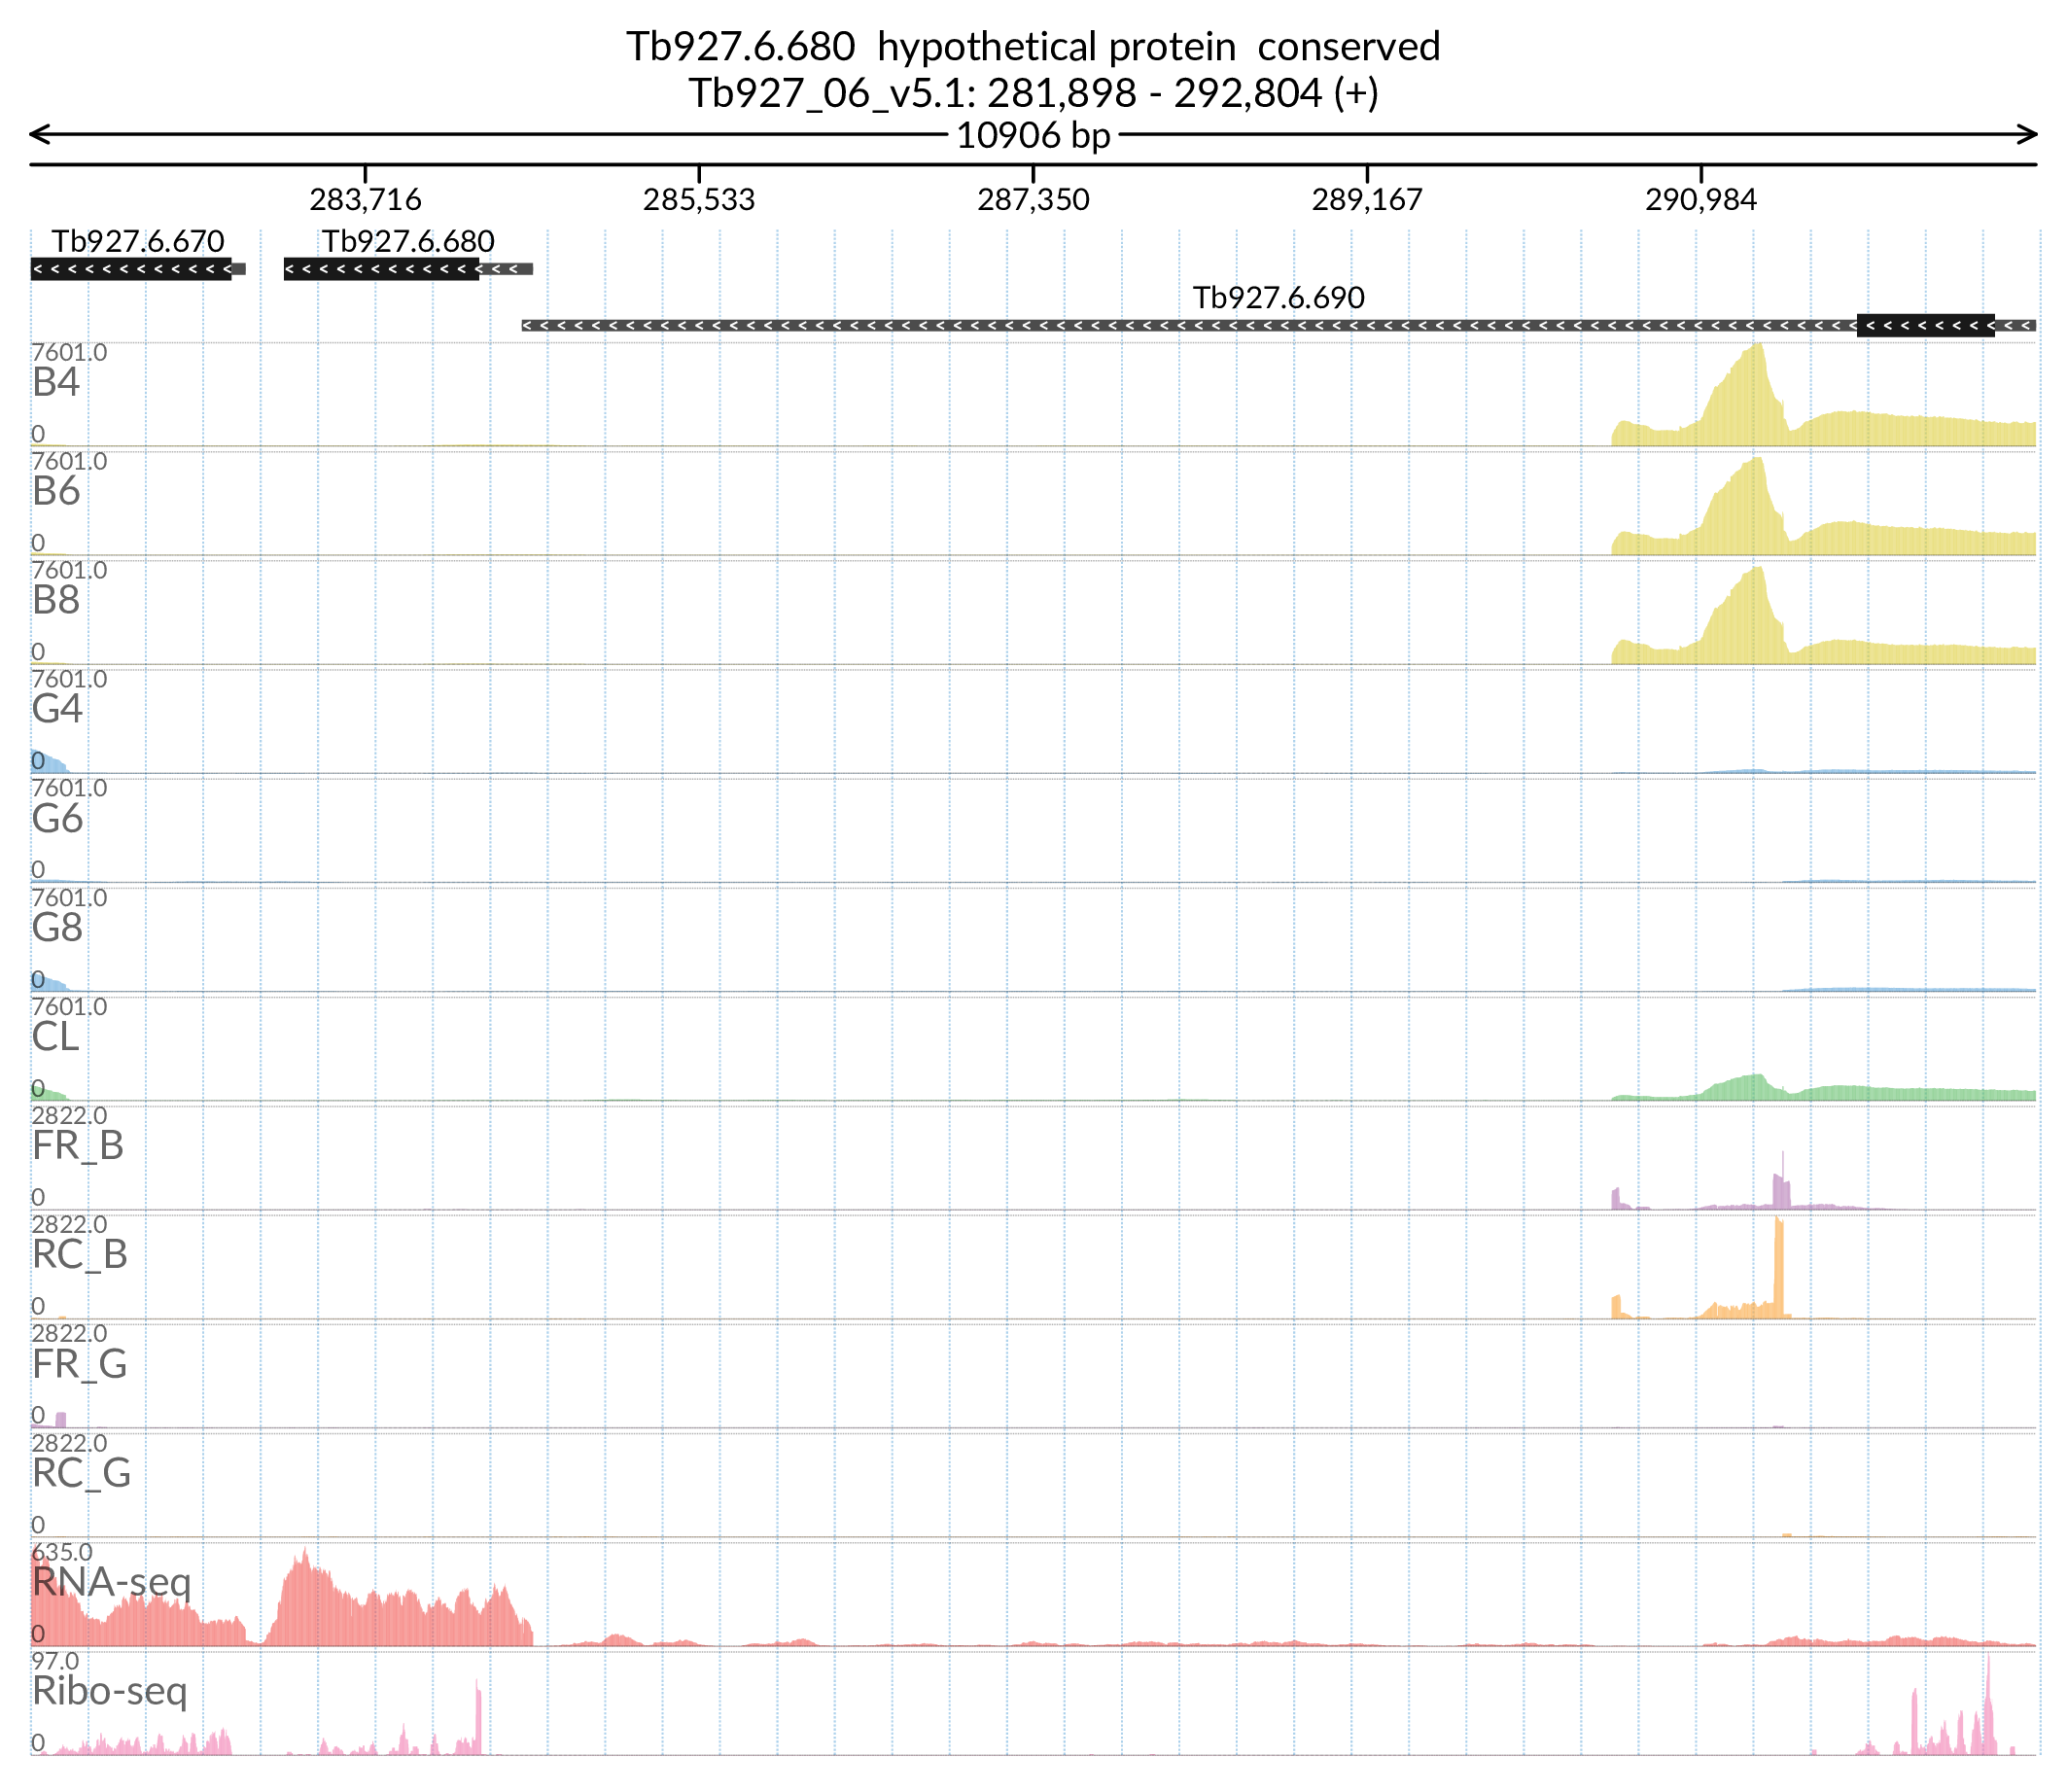 Tb927.6.680  hypothetical protein  conserved
Tb927_06_v5.1: 281,898 - 292,804 (+)
10906 bp
283,716 285,533 287,350 289,167 290,984
Tb927.6.670 Tb927.6.680
Tb927.6.690
7601.0
B4
0
7601.0
B6
0
7601.0
B8
0
7601.0
G4
0
7601.0
G6
0
7601.0
G8
0
7601.0
CL
0
2822.0
FR_B
0
2822.0
RC_B
0
2822.0
FR_G
0
2822.0
RC_G
0
635.0
RNA-seq
0
97.0
Ribo-seq
0